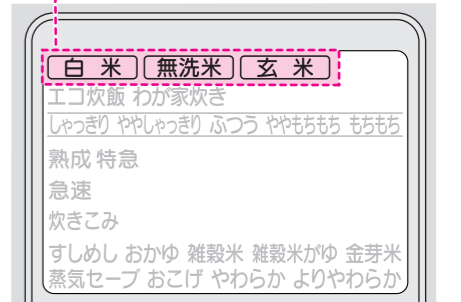 白米 無洗米 玄米
エコ炊飯 わが家炊き
しゃっきり ややしゃっきり ふつう ややもちもち もちもち
熟成 特急
急速
炊きこみ
すしめし おかゆ 雑穀米 雑穀米がゆ 金芽米
蒸気セーブ おこげ やわらか よりやわらか